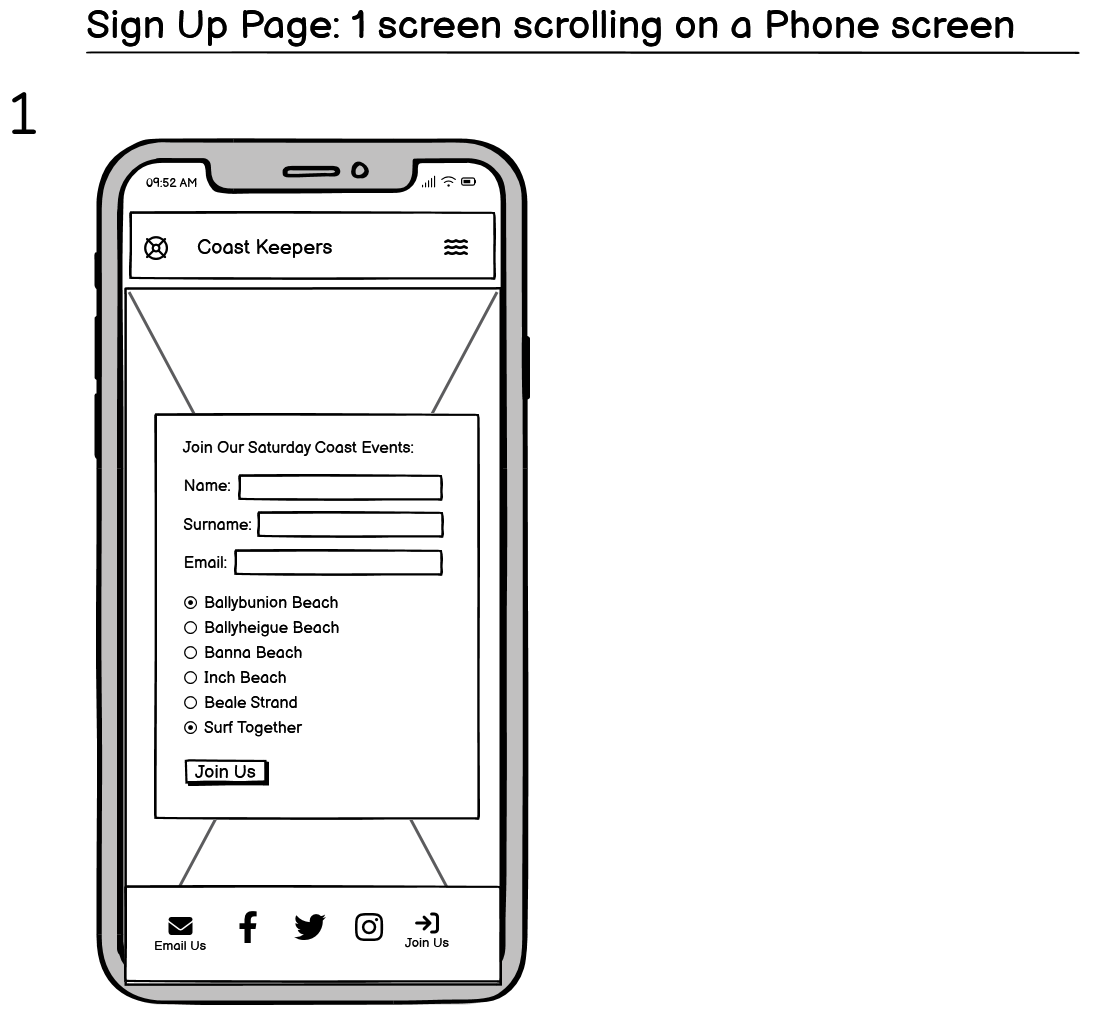 Sign Up Page: 1 screen scrolling on a Phone screen
1
09:52 AM
Coast Keepers
Join Our Saturday Coast Events:
Name:
Surname:
Email:
Ballybunion Beach
Ballyheigue Beach
Banna Beach
Inch Beach
Beale Strand
Surf Together
Join Us
Email Us
Join Us